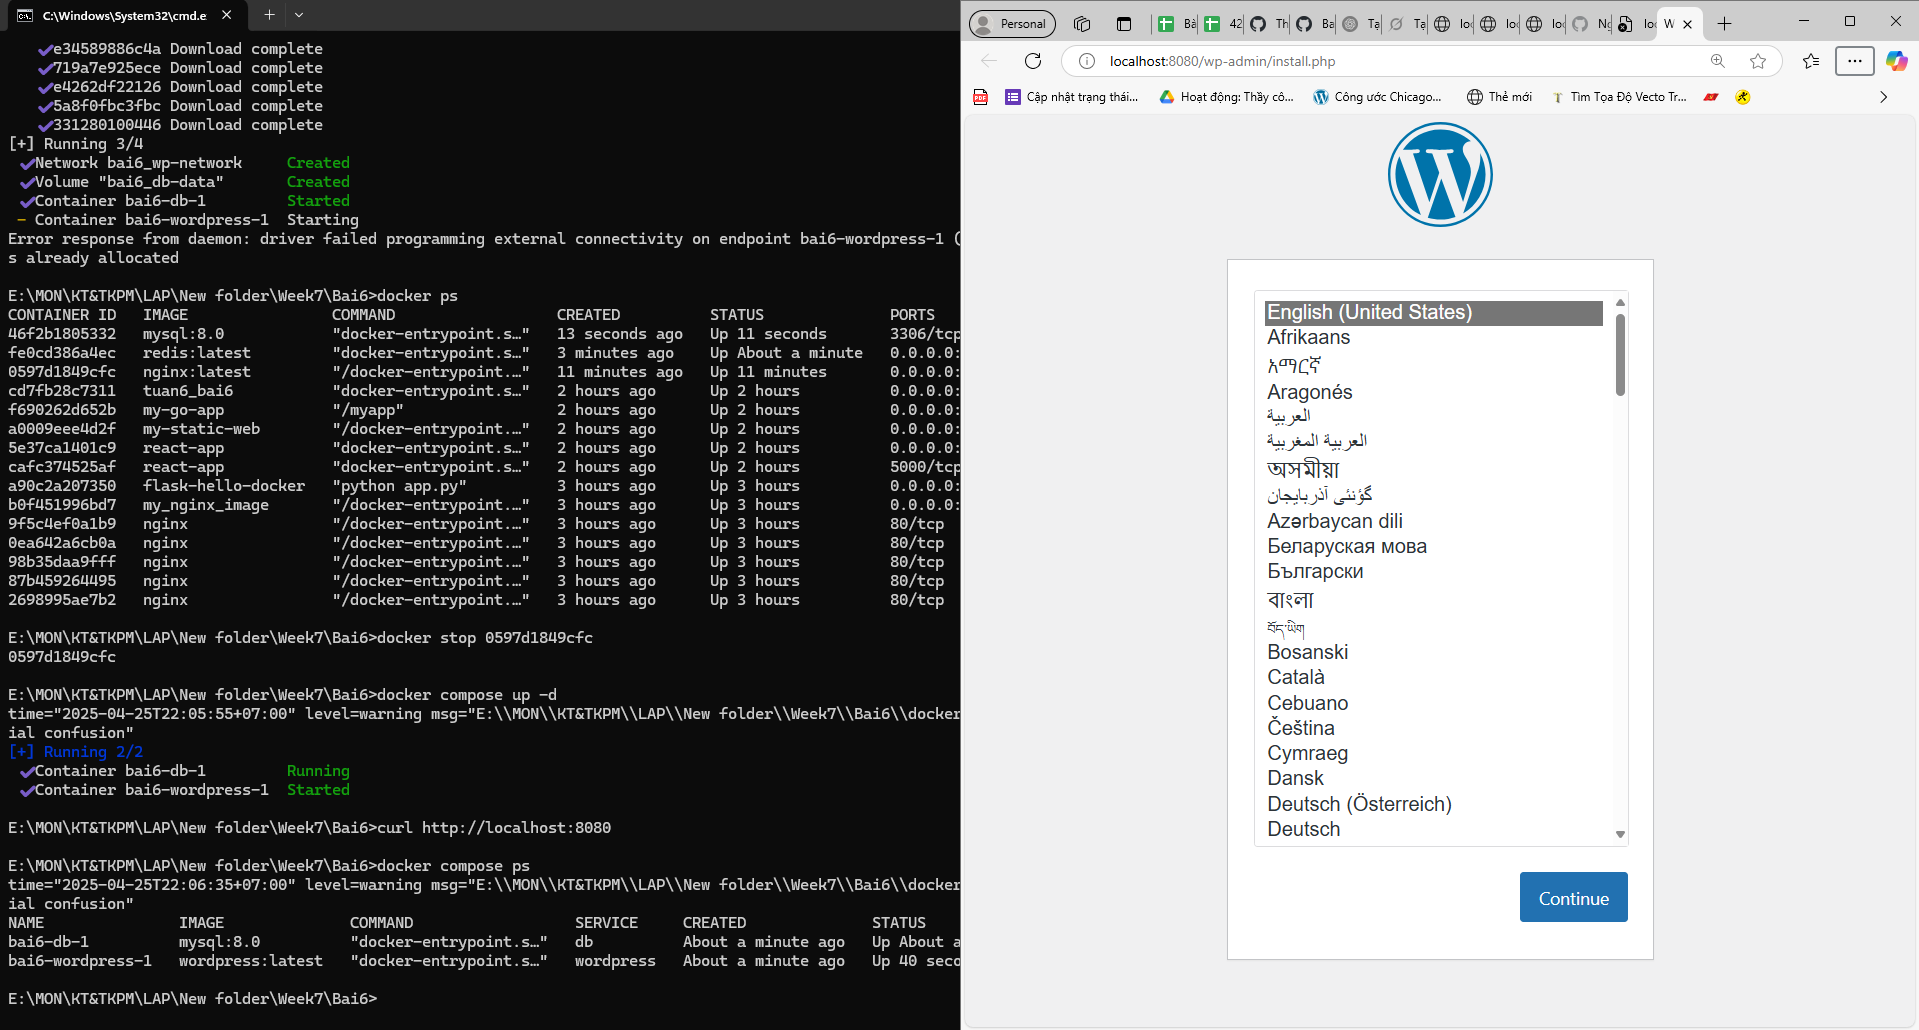 C:\Windows\System32\cmd.e
e34589886c4a Download complete
719a7e925ece Download complete
e4262df22126 Download complete
5a8f0fbc3fbc Download complete
331280100446 Download complete
[+] Running 3/4
Network bai6_wp-network Created
Volume "bai6_db-data" Created
Container bai6-db-1 Started
- Container bai6-wordpress-1 Starting
Error response from daemon: driver failed programming external connectivity on endpoint bai6-wordpress-1 (
s already allocated
E:\MON\KT&TKPM\LAP\New folder\Week7\Bai6>docker ps
CONTAINER ID IMAGE COMMAND CREATED STATUS PORTS
46f2b1805332 mysql:8.0 "docker-entrypoint.s…" 13 seconds ago Up 11 seconds 3306/tcp
fe0cd386a4ec redis:latest "docker-entrypoint.s…" 3 minutes ago Up About a minute 0.0.0.0:
0597d1849cfc nginx:latest "/docker-entrypoint.…" 11 minutes ago Up 11 minutes 0.0.0.0:
cd7fb28c7311 tuan6_bai6 "docker-entrypoint.s…" 2 hours ago Up 2 hours 0.0.0.0:
f690262d652b my-go-app "/myapp" 2 hours ago Up 2 hours 0.0.0.0:
a0009eee4d2f my-static-web "/docker-entrypoint.…" 2 hours ago Up 2 hours 0.0.0.0:
5e37ca1401c9 react-app "docker-entrypoint.s…" 2 hours ago Up 2 hours 0.0.0.0:
cafc374525af react-app "docker-entrypoint.s…" 2 hours ago Up 2 hours 5000/tcp
a90c2a207350 flask-hello-docker "python app.py" 3 hours ago Up 3 hours 0.0.0.0:
b0f451996bd7 my_nginx_image "/docker-entrypoint.…" 3 hours ago Up 3 hours 0.0.0.0:
9f5c4ef0a1b9 nginx "/docker-entrypoint.…" 3 hours ago Up 3 hours 80/tcp
0ea642a6cb0a nginx "/docker-entrypoint.…" 3 hours ago Up 3 hours 80/tcp
98b35daa9fff nginx "/docker-entrypoint.…" 3 hours ago Up 3 hours 80/tcp
87b459264495 nginx "/docker-entrypoint.…" 3 hours ago Up 3 hours 80/tcp
2698995ae7b2 nginx "/docker-entrypoint.…" 3 hours ago Up 3 hours 80/tcp
E:\MON\KT&TKPM\LAP\New folder\Week7\Bai6>docker stop 0597d1849cfc
0597d1849cfc
E:\MON\KT&TKPM\LAP\New folder\Week7\Bai6>docker compose up -d
time="2025-04-25T22:05:55+07:00" level=warning msg="E:\\MON\\KT&TKPM\\LAP\\New folder\\Week7\\Bai6\\docker
ial confusion"
[+] Running 2/2
Container bai6-db-1 Running
Container bai6-wordpress-1 Started
E:\MON\KT&TKPM\LAP\New folder\Week7\Bai6>curl http://localhost:8080
E:\MON\KT&TKPM\LAP\New folder\Week7\Bai6>docker compose ps
time="2025-04-25T22:06:35+07:00" level=warning msg="E:\\MON\\KT&TKPM\\LAP\\New folder\\Week7\\Bai6\\docker
ial confusion"
NAME IMAGE COMMAND SERVICE CREATED STATUS
bai6-db-1 mysql:8.0 "docker-entrypoint.s…" db About a minute ago Up About a
bai6-wordpress-1 wordpress:latest "docker-entrypoint.s…" wordpress About a minute ago Up 40 seco
E:\MON\KT&TKPM\LAP\New folder\Week7\Bai6>
Personal Bà 42 Th Ba Tạ Tạ loc loc loc Ng loc W
localhost:8080/wp-admin/install.php
PDF Cập nhật trạng thái... Hoạt động: Thầy cô... Công ước Chicago... Thẻ mới Tìm Tọa Độ Vecto Tr...
English (United States)
Afrikaans
አማርኛ
Aragonés
العربية
العربية المغربية
অসমীয়া
گؤنئی آذربایجان
Azərbaycan dili
Беларуская мова
Български
বাংলা
བོད་ཡིག
Bosanski
Català
Cebuano
Čeština
Cymraeg
Dansk
Deutsch (Österreich)
Deutsch
Continue